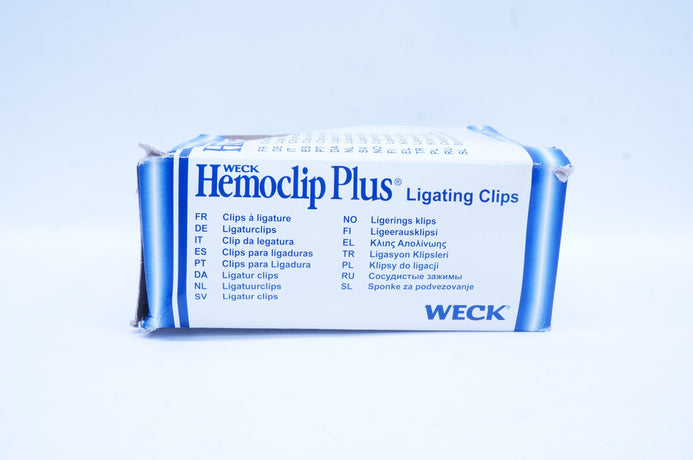 WECK
Hemoclip Plus® Ligating Clips
FR Clips à ligature
DE Ligaturclips
IT Clip da legatura
ES Clips para ligaduras
PT Clips para Ligadura
DA Ligatur clips
NL Ligatuurclips
SV Ligatur clips
NO Ligerings klips
FI Ligeerausklipsi
EL Κλιπς Απολίνωης
TR Ligasyon Klipsleri
PL Klipsy do ligacji
RU Сосудистые зажимы
SL Sponke za podvezovanje
WECK®